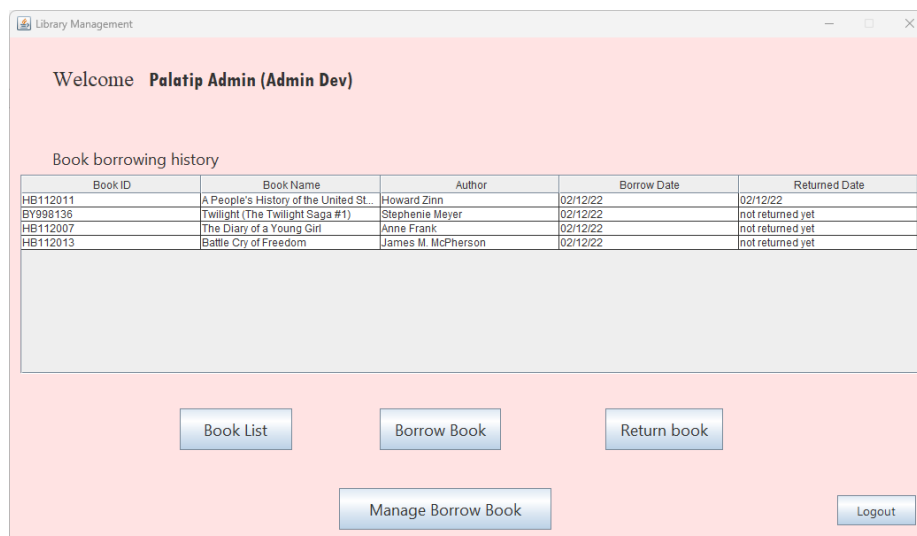 Library Management
Welcome Palatip Admin (Admin Dev)
Book borrowing history
Book ID Book Name Author Borrow Date Returned Date
HB112011 A People's History of the United St... Howard Zinn 02/12/22 02/12/22
BY998136 Twilight (The Twilight Saga #1) Stephenie Meyer 02/12/22 not returned yet
HB112007 The Diary of a Young Girl Anne Frank 02/12/22 not returned yet
HB112013 Battle Cry of Freedom James M. McPherson 02/12/22 not returned yet
Book List Borrow Book Return book
Manage Borrow Book Logout